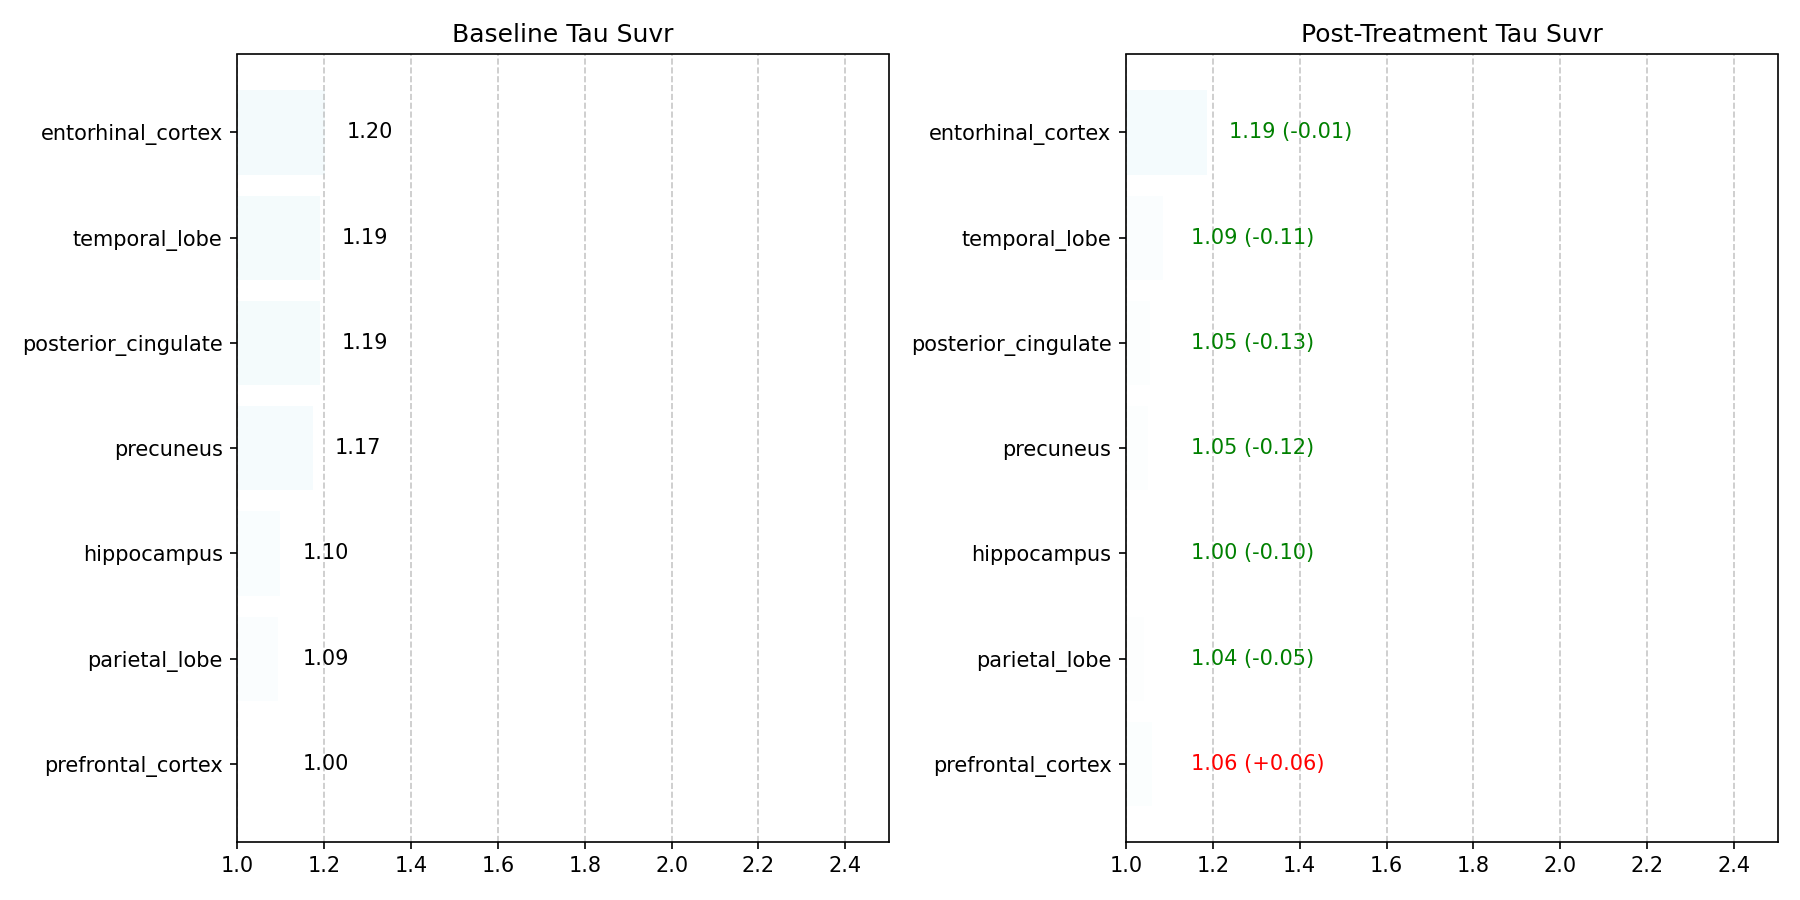 Baseline Tau Suvr
entorhinal_cortex 1.20
temporal_lobe 1.19
posterior_cingulate 1.19
precuneus 1.17
hippocampus 1.10
parietal_lobe 1.09
prefrontal_cortex 1.00
1.0 1.2 1.4 1.6 1.8 2.0 2.2 2.4
Post-Treatment Tau Suvr
entorhinal_cortex 1.19 (-0.01)
temporal_lobe 1.09 (-0.11)
posterior_cingulate 1.05 (-0.13)
precuneus 1.05 (-0.12)
hippocampus 1.00 (-0.10)
parietal_lobe 1.04 (-0.05)
prefrontal_cortex 1.06 (+0.06)
1.0 1.2 1.4 1.6 1.8 2.0 2.2 2.4